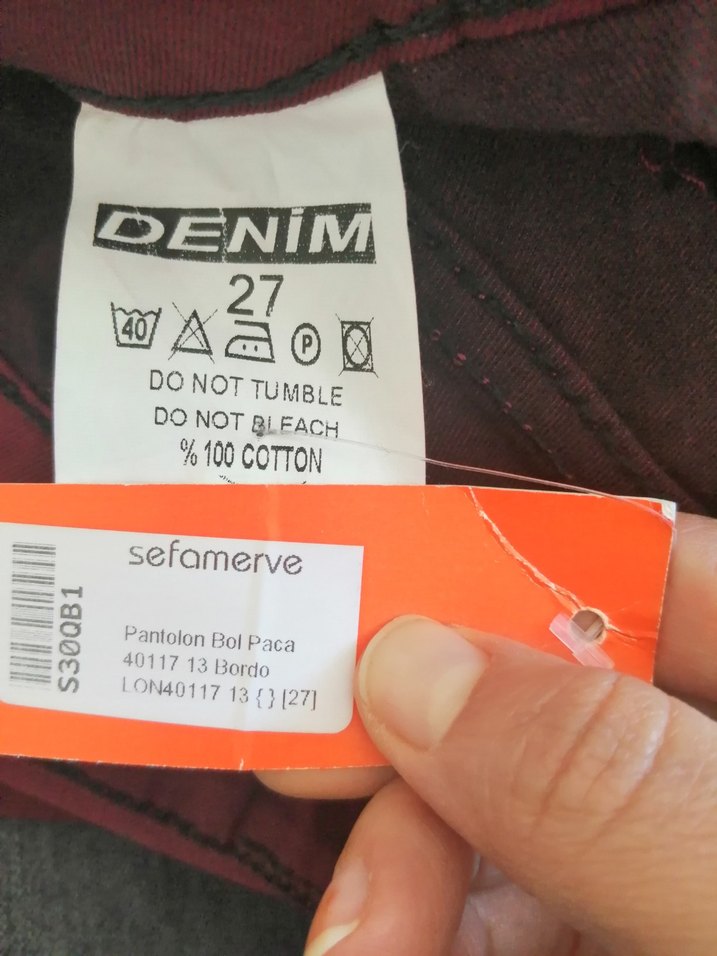 DENİM
27
40
P
DO NOT TUMBLE
DO NOT BLEACH
% 100 COTTON
sefamerve
S30QB1
Pantolon Bol Paca
40117 13 Bordo
LON40117 13 { } [27]